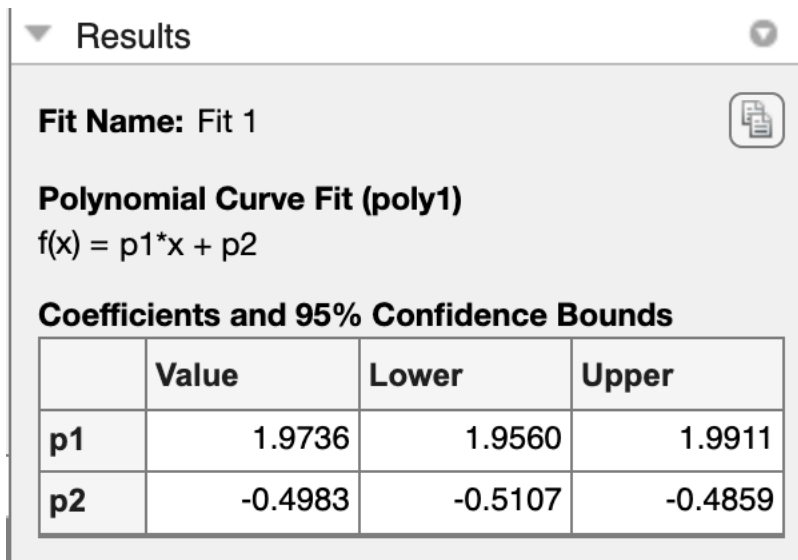 Results
Fit Name: Fit 1
Polynomial Curve Fit (poly1)
f(x) = p1*x + p2
Coefficients and 95% Confidence Bounds
Value Lower Upper
p1 1.9736 1.9560 1.9911
p2 -0.4983 -0.5107 -0.4859